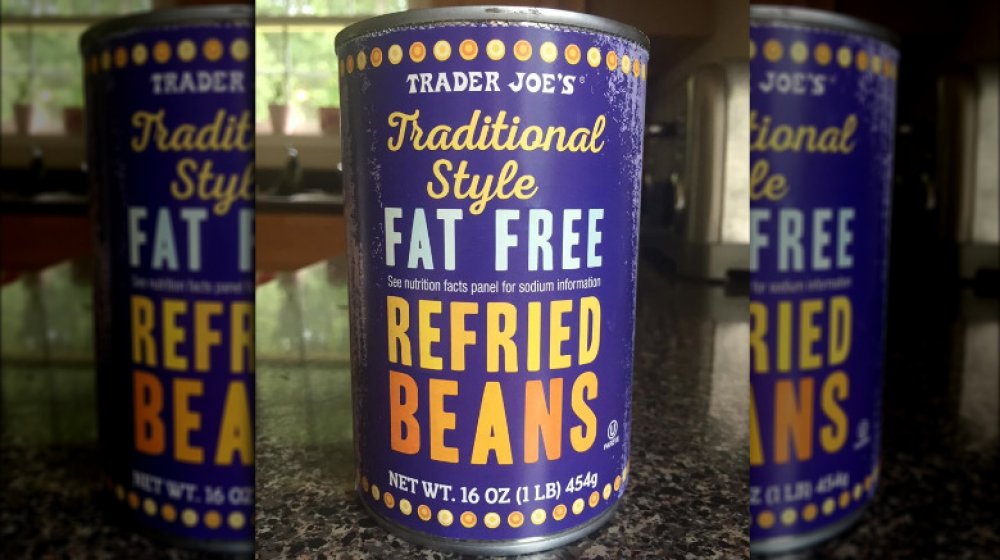 TRADER JOE'S®
Traditional
Style
FAT FREE
See nutrition facts panel for sodium information
REFRIED
BEANS
U
PAREVE
NET WT. 16 OZ (1 LB) 454g